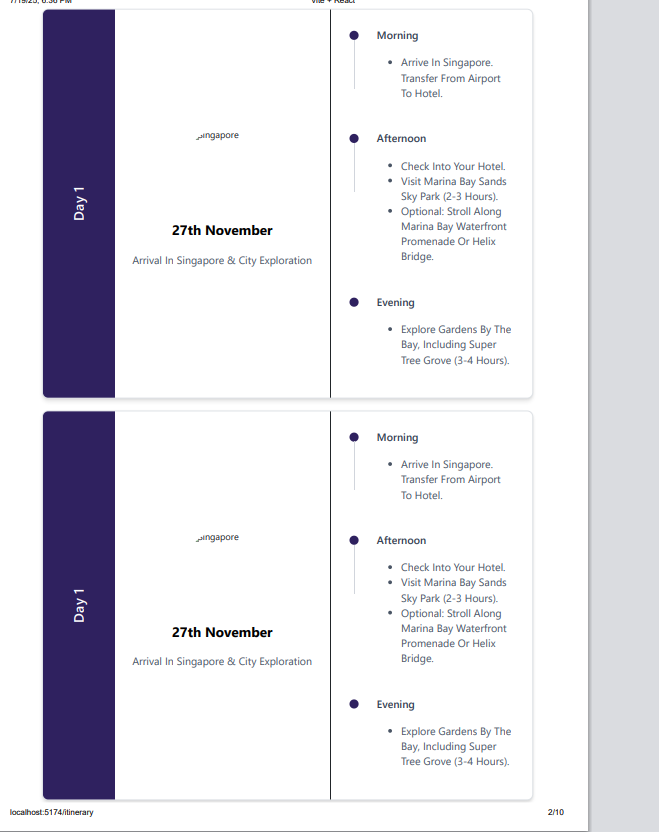 7/19/25, 6:36 PM
Vite + React
Day 1
Singapore
27th November
Arrival In Singapore & City Exploration
Morning
Arrive In Singapore.
Transfer From Airport
To Hotel.
Afternoon
Check Into Your Hotel.
Visit Marina Bay Sands
Sky Park (2-3 Hours).
Optional: Stroll Along
Marina Bay Waterfront
Promenade Or Helix
Bridge.
Evening
Explore Gardens By The
Bay, Including Super
Tree Grove (3-4 Hours).
Day 1
Singapore
27th November
Arrival In Singapore & City Exploration
Morning
Arrive In Singapore.
Transfer From Airport
To Hotel.
Afternoon
Check Into Your Hotel.
Visit Marina Bay Sands
Sky Park (2-3 Hours).
Optional: Stroll Along
Marina Bay Waterfront
Promenade Or Helix
Bridge.
Evening
Explore Gardens By The
Bay, Including Super
Tree Grove (3-4 Hours).
localhost:5174/itinerary
2/10